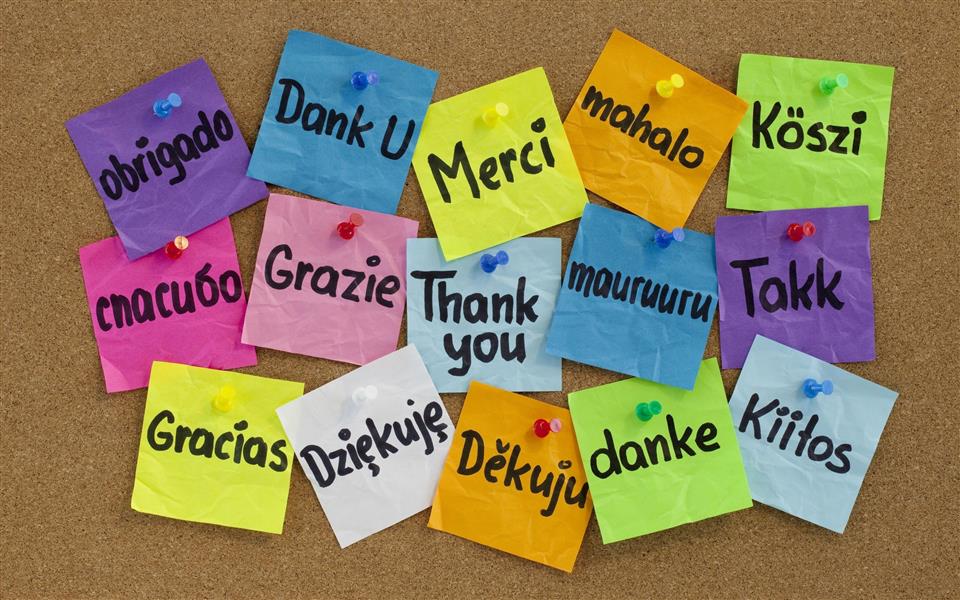 obrigado
Dank U
Merci
mahalo
Köszi
спасибо
Grazie
Thank
you
mauruuru
Takk
Gracias
Dziękuję
Děkuju
danke
Kiitos